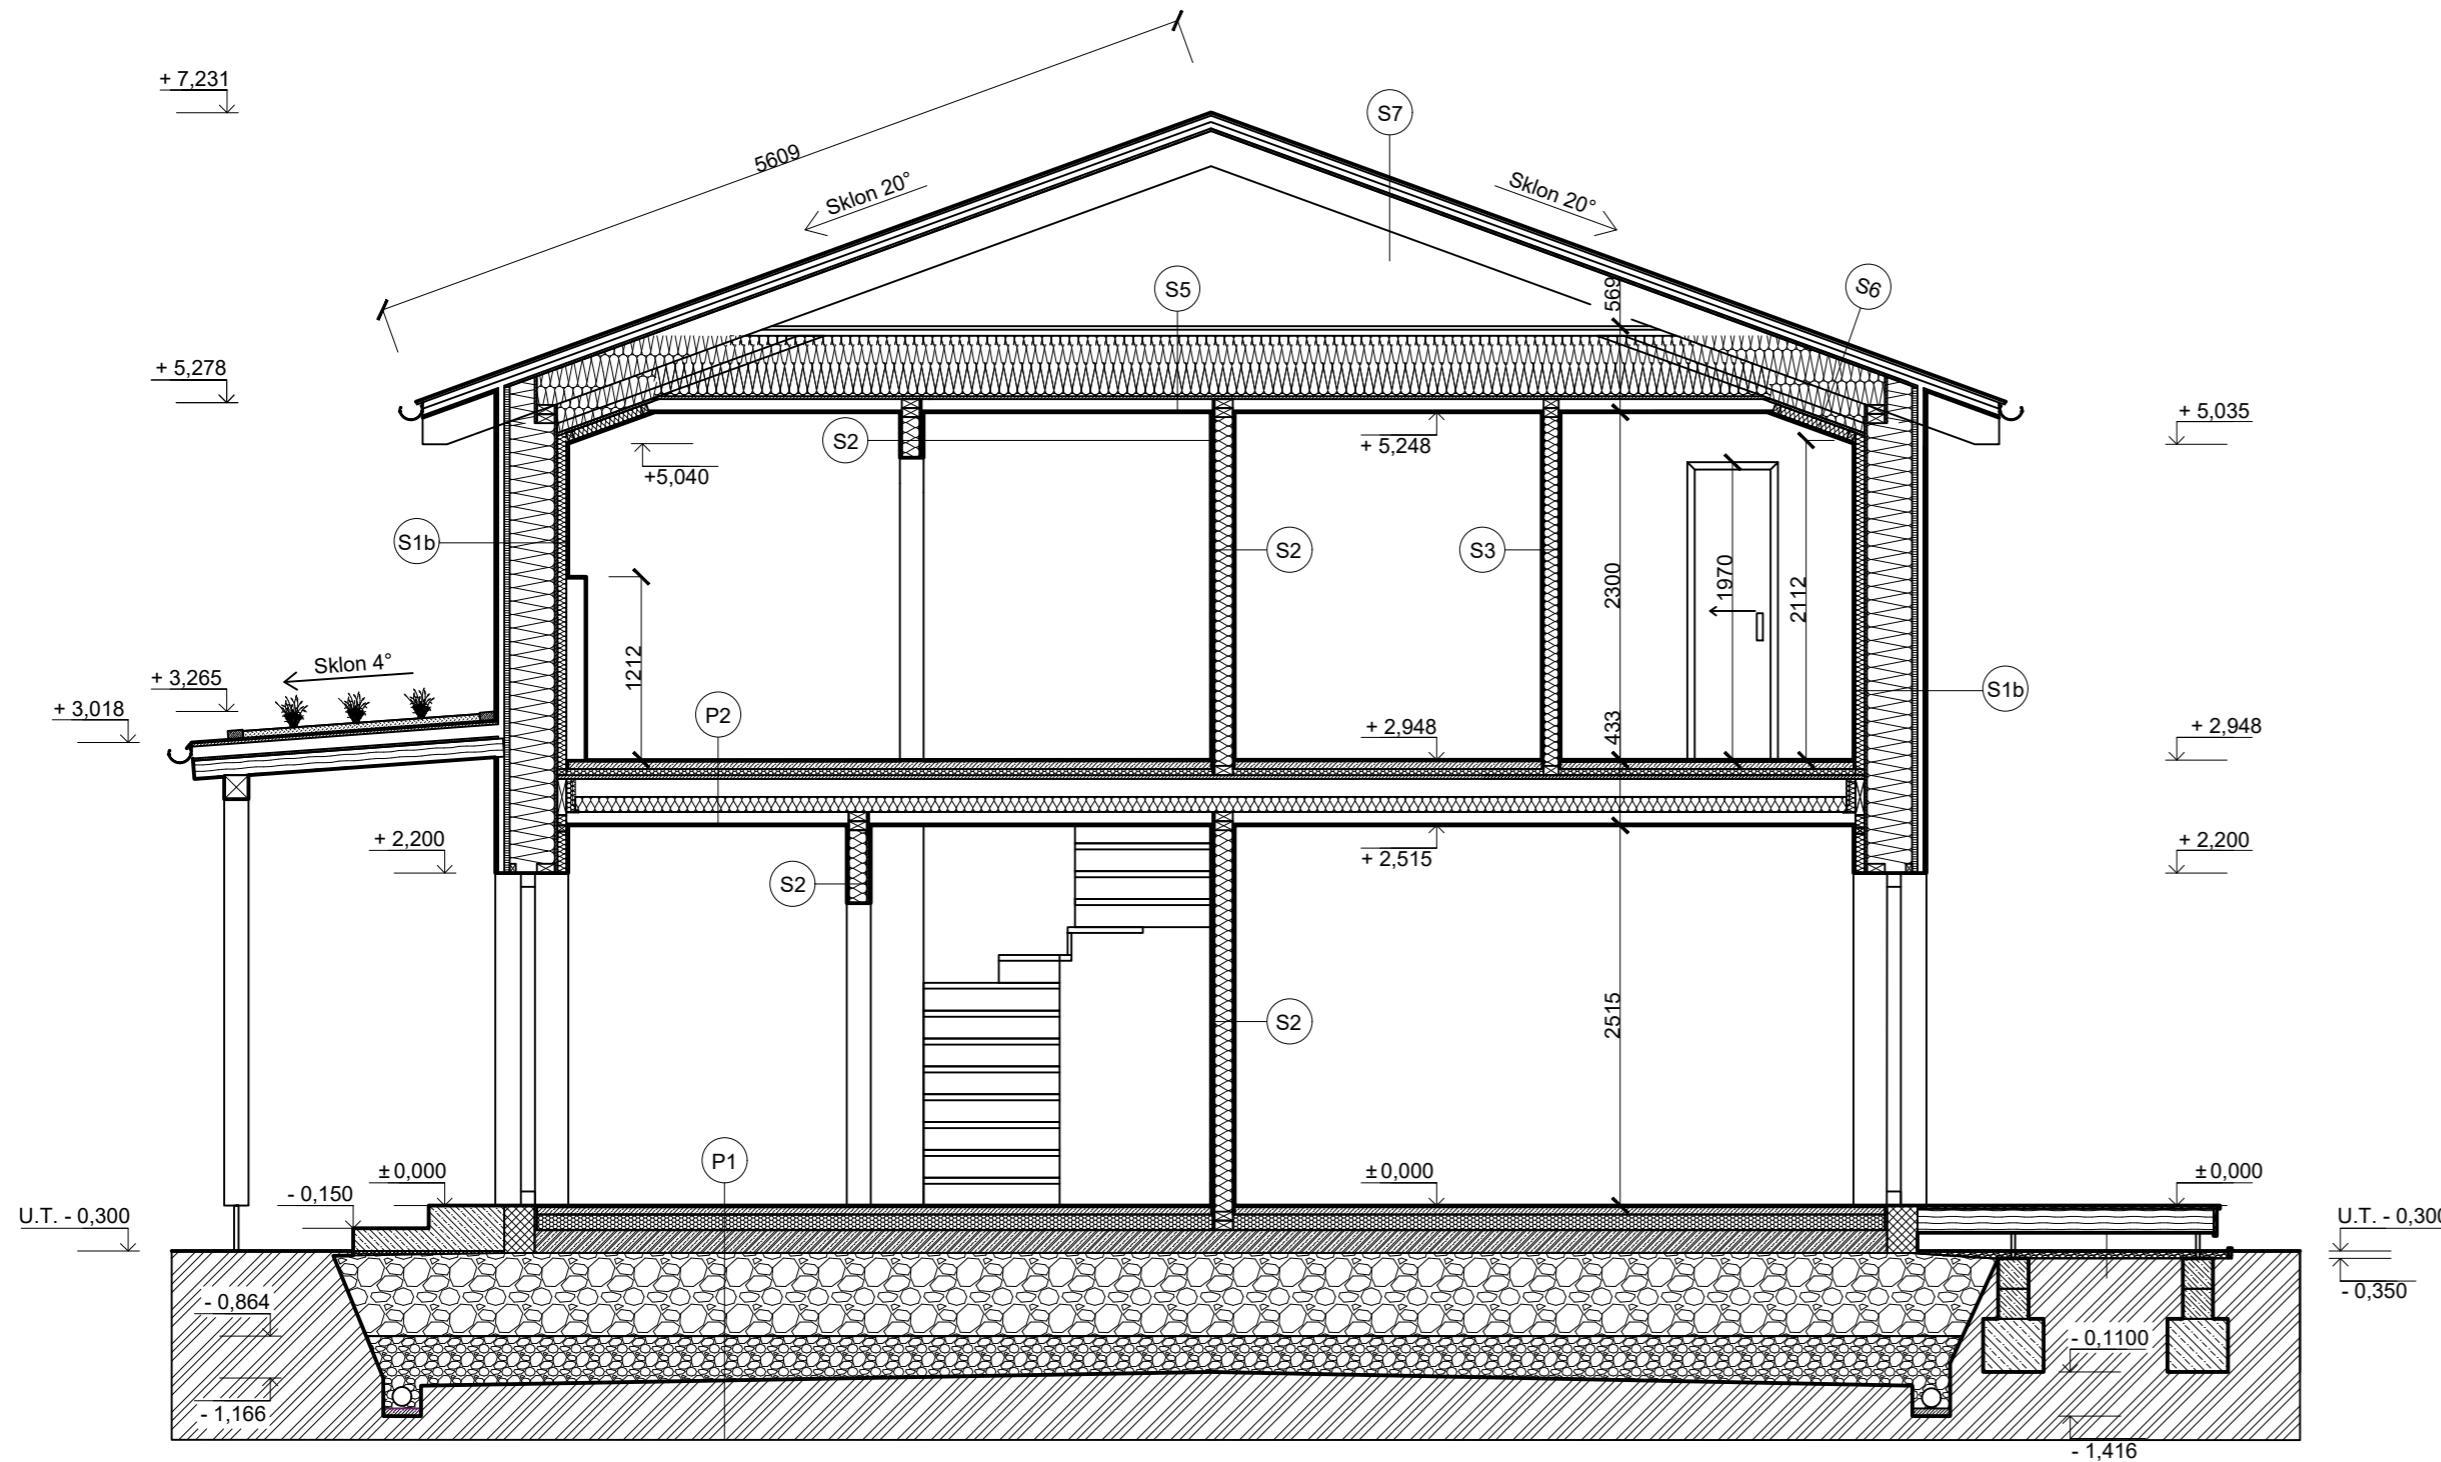 + 7,231
S7
5609
Sklon 20°
Sklon 20°
S5
569
S6
+ 5,278
+ 5,035
S2
+ 5,248
+5,040
S1b
S2
S3
2300
1970
2112
1212
Sklon 4°
+ 3,265
+ 3,018
P2
S1b
+ 2,948
433
+ 2,948
+ 2,200
+ 2,515
+ 2,200
S2
S2
2515
P1
±0,000
±0,000
±0,000
- 0,150
U.T. - 0,300
U.T. - 0,300
- 0,350
- 0,864
- 0,1100
- 1,166
- 1,416